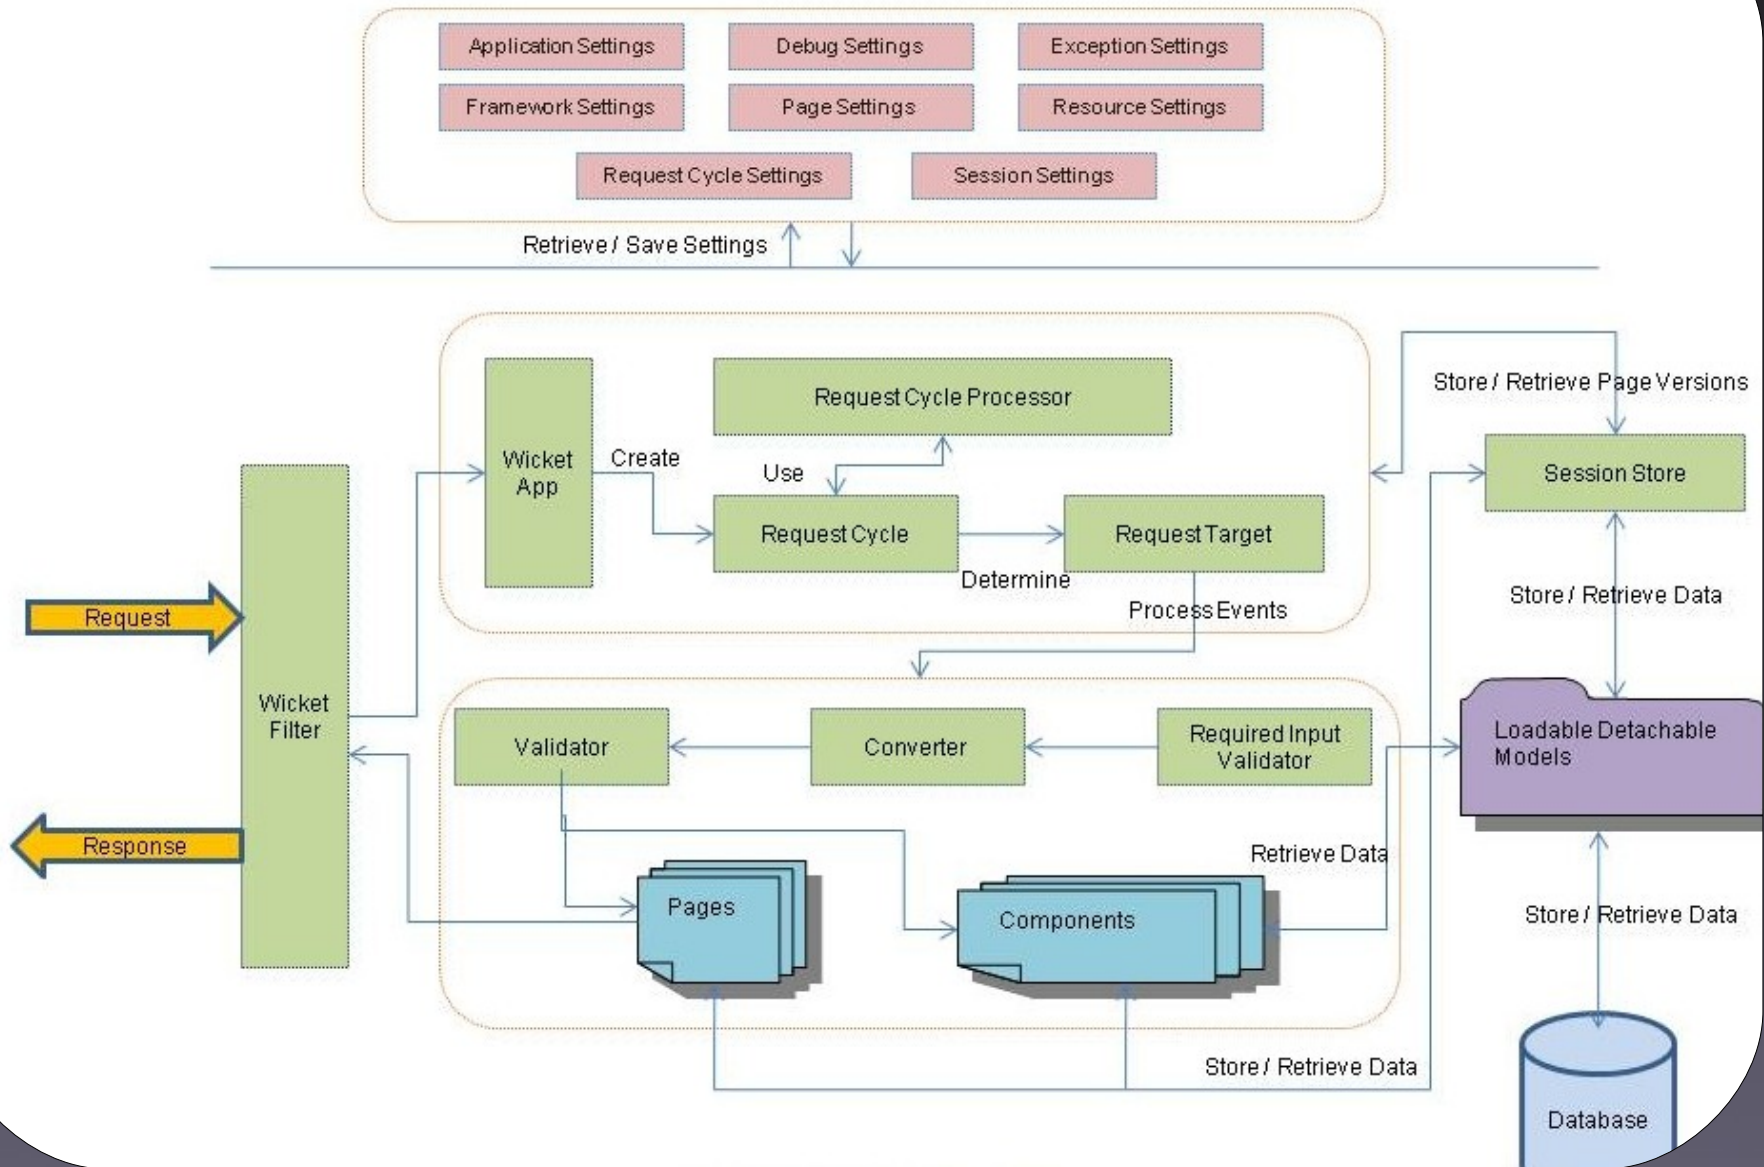 Application Settings
Debug Settings
Exception Settings
Framework Settings
Page Settings
Resource Settings
Request Cycle Settings
Session Settings
Retrieve / Save Settings
Request Cycle Processor
Store / Retrieve Page Versions
Wicket
App
Create
Use
Session Store
Request Cycle
Request Target
Determine
Store / Retrieve Data
Process Events
Request
Wicket
Filter
Validator
Converter
Required Input
Validator
Loadable Detachable
Models
Response
Retrieve Data
Pages
Components
Store / Retrieve Data
Store / Retrieve Data
Database